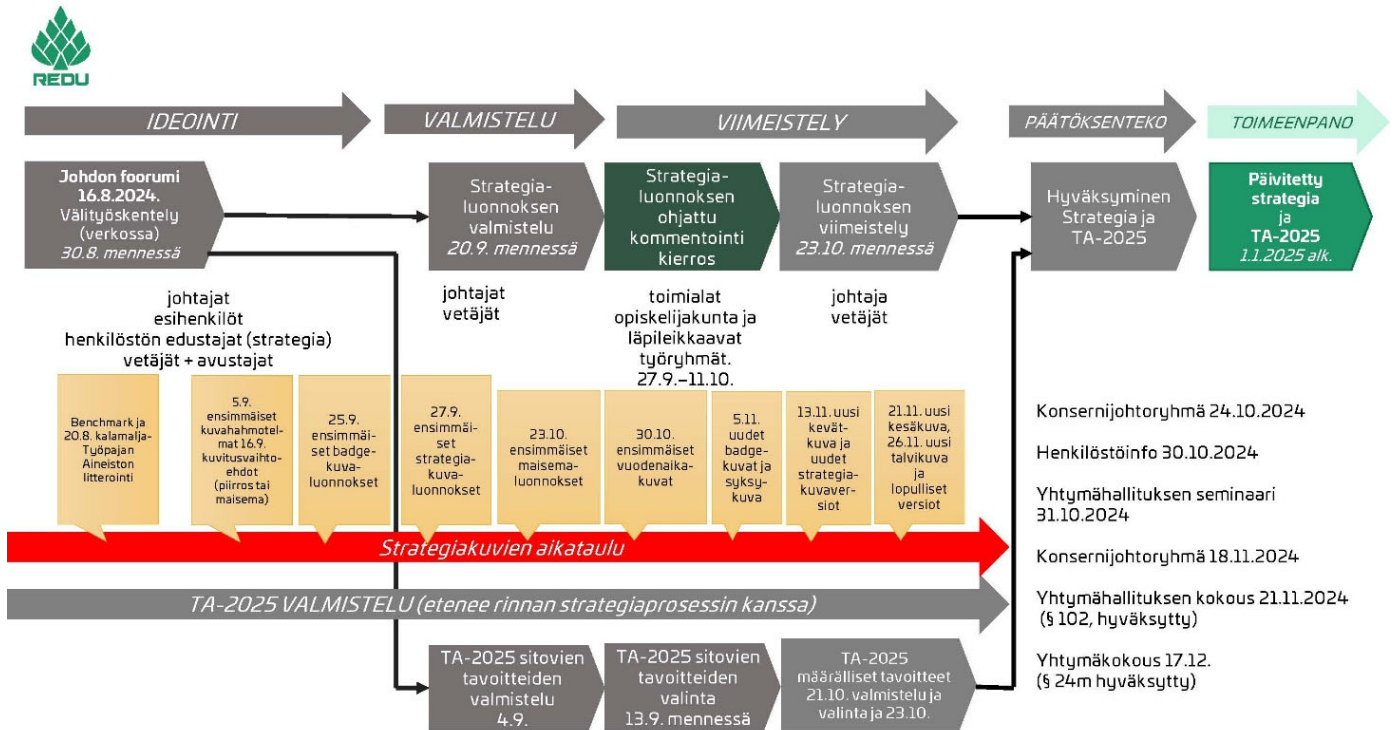 REDU
IDEOINTI
VALMISTELU
VIIMEISTELY
PÄÄTÖKSENTEKO
TOIMEENPANO
Johdon foorumi
16.8.2024.
Välityöskentely
(verkossa)
30.8. mennessä
Strategia-
luonnoksen
valmistelu
20.9. mennessä
Strategia-
luonnoksen
ohjattu
kommentointi
kierros
Strategia-
luonnoksen
viimeistely
23.10. mennessä
Hyväksyminen
Strategia ja
TA-2025
Päivitetty
strategia
ja
TA-2025
1.1.2025 alk.
johtajat
esihenkilöt
henkilöstön edustajat (strategia)
vetäjät + avustajat
johtajat
vetäjät
toimialat
opiskelijakunta ja
läpileikkaavat
työryhmät.
27.9.–11.10.
johtaja
vetäjät
Benchmark ja
20.8. kalamalja-
Työpajan
Aineiston
litterointi
5.9.
ensimmäiset
kuvahahmotel-
mat 16.9.
kuvitusvaihto-
ehdot
(piirros tai
maisema)
25.9.
ensimmäi-
set badge-
kuva-
luonnokset
27.9.
ensimmäi-
set
strategia-
kuva-
luonnokset
23.10.
ensimmäiset
maisema-
luonnokset
30.10.
ensimmäiset
vuodenaika-
kuvat
5.11.
uudet
badge-
kuvat ja
syksy-
kuva
13.11. uusi
kevät-
kuva ja
uudet
strategia-
kuvaver-
siot
21.11. uusi
kesäkuva,
26.11. uusi
talvikuva
ja
lopulliset
versiot
Strategiakuvien aikataulu
TA-2025 VALMISTELU (etenee rinnan strategiaprosessin kanssa)
TA-2025 sitovien
tavoitteiden
valmistelu
4.9.
TA-2025 sitovien
tavoitteiden
valinta
13.9. mennessä
TA-2025
määrälliset tavoitteet
21.10. valmistelu ja
valinta ja 23.10.
Konsernijohtoryhmä 24.10.2024
Henkilöstöinfo 30.10.2024
Yhtymähallituksen seminaari
31.10.2024
Konsernijohtoryhmä 18.11.2024
Yhtymähallituksen kokous 21.11.2024
(§ 102, hyväksytty)
Yhtymäkokous 17.12.
(§ 24m hyväksytty)